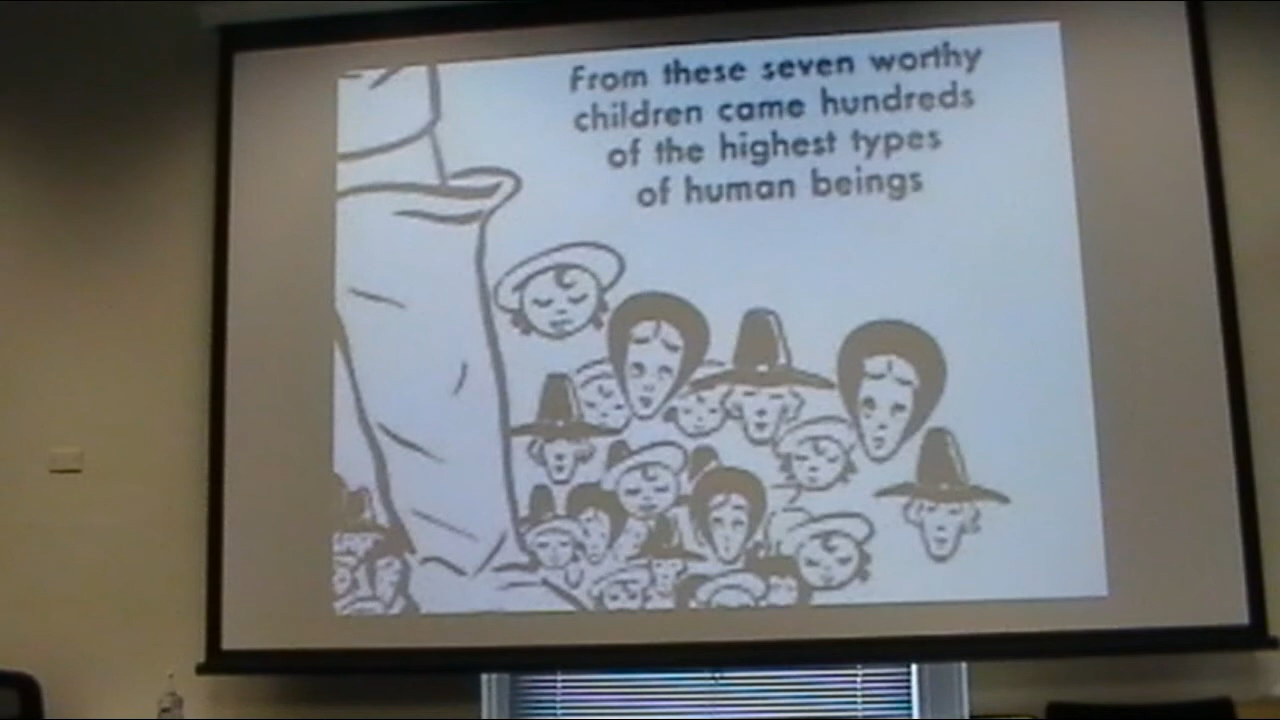 From these seven worthy
children came hundreds
of the highest types
of human beings